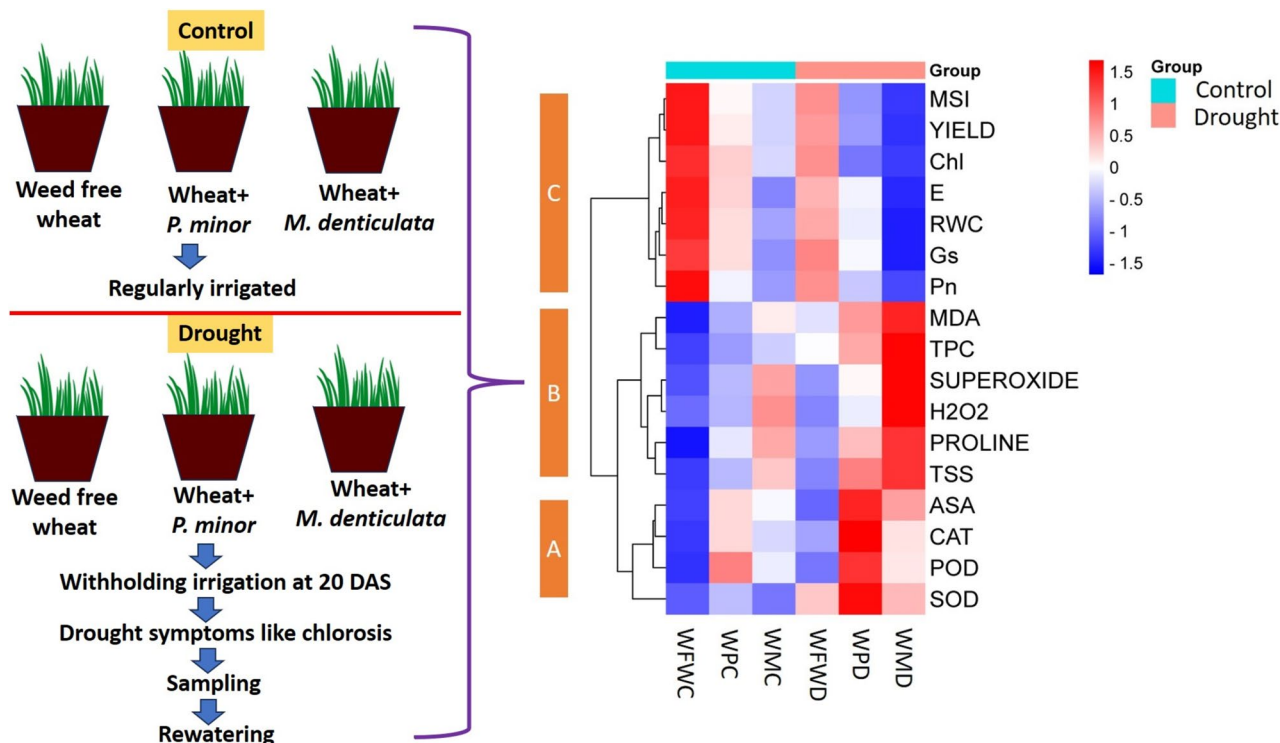 Control
Weed free
wheat
Wheat+
P. minor
Wheat+
M. denticulata
Regularly irrigated
Drought
Weed free
wheat
Wheat+
P. minor
Wheat+
M. denticulata
Withholding irrigation at 20 DAS
Drought symptoms like chlorosis
Sampling
Rewatering
C
B
A
Group
MSI
YIELD
Chl
E
RWC
Gs
Pn
MDA
TPC
SUPEROXIDE
H2O2
PROLINE
TSS
ASA
CAT
POD
SOD
WFWC
WPC
WMC
WFWD
WPD
WMD
1.5
1
0.5
0
- 0.5
- 1
- 1.5
Group
Control
Drought